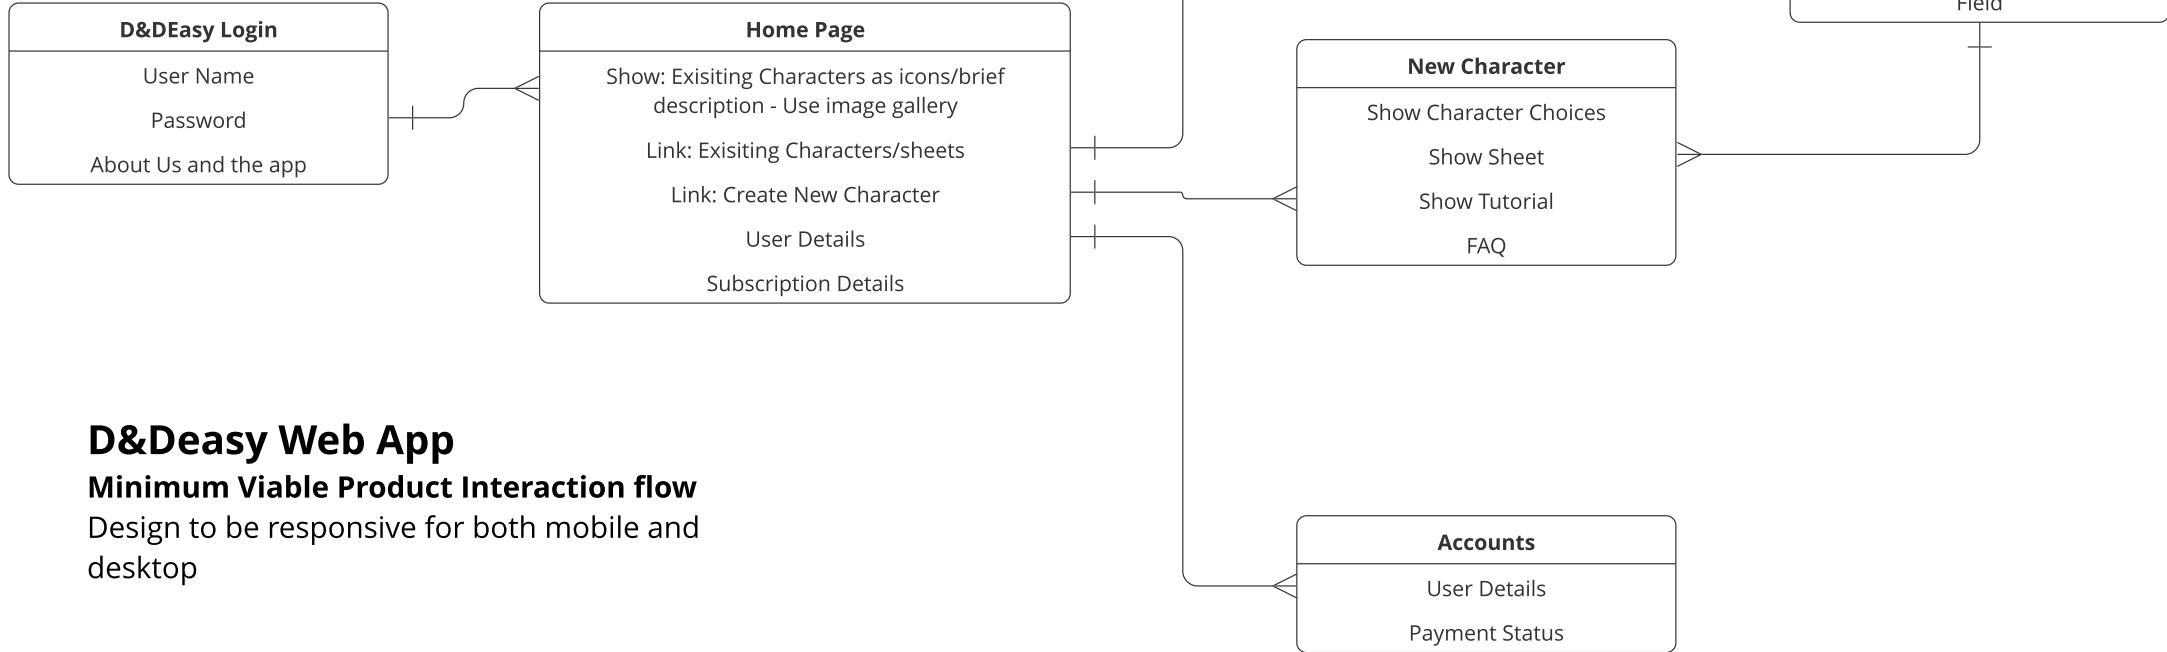 D&DEasy Login
User Name
Password
About Us and the app
Home Page
Show: Exisiting Characters as icons/brief
description - Use image gallery
Link: Exisiting Characters/sheets
Link: Create New Character
User Details
Subscription Details
Field
New Character
Show Character Choices
Show Sheet
Show Tutorial
FAQ
D&Deasy Web App
Minimum Viable Product Interaction flow
Design to be responsive for both mobile and
desktop
Accounts
User Details
Payment Status